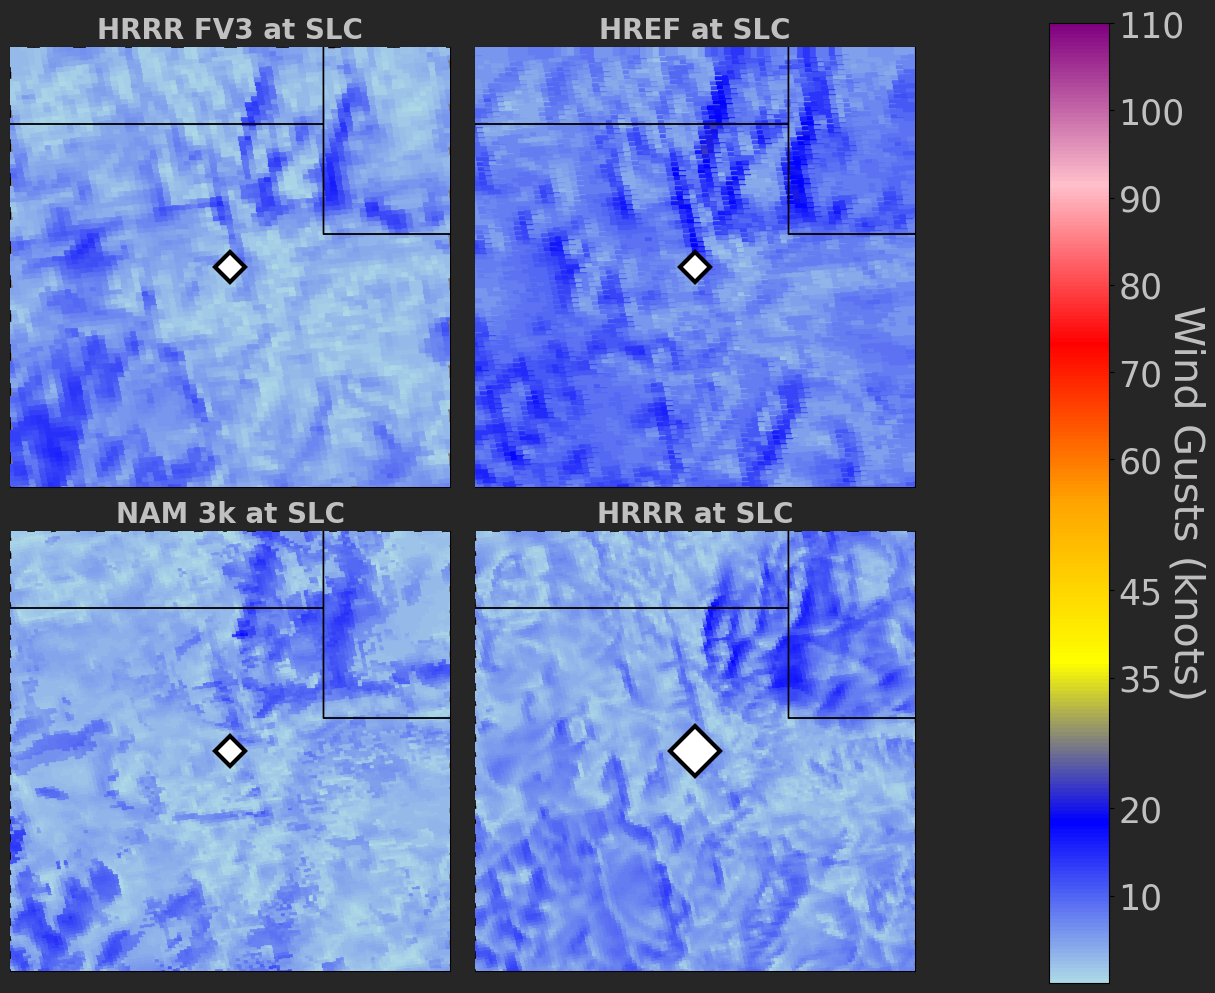 HRRR FV3 at SLC
HREF at SLC
NAM 3k at SLC
HRRR at SLC
110
100
90
80
70
60
45
35
20
10
Wind Gusts (knots)